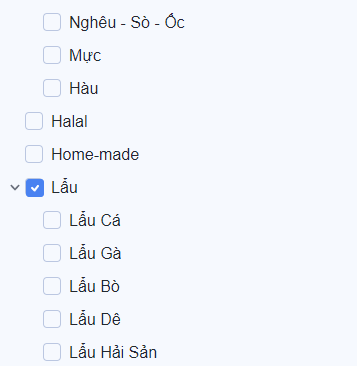 Nghêu - Sò - Ốc
Mực
Hàu
Halal
Home-made
Lẩu
Lẩu Cá
Lẩu Gà
Lẩu Bò
Lẩu Dê
Lẩu Hải Sản